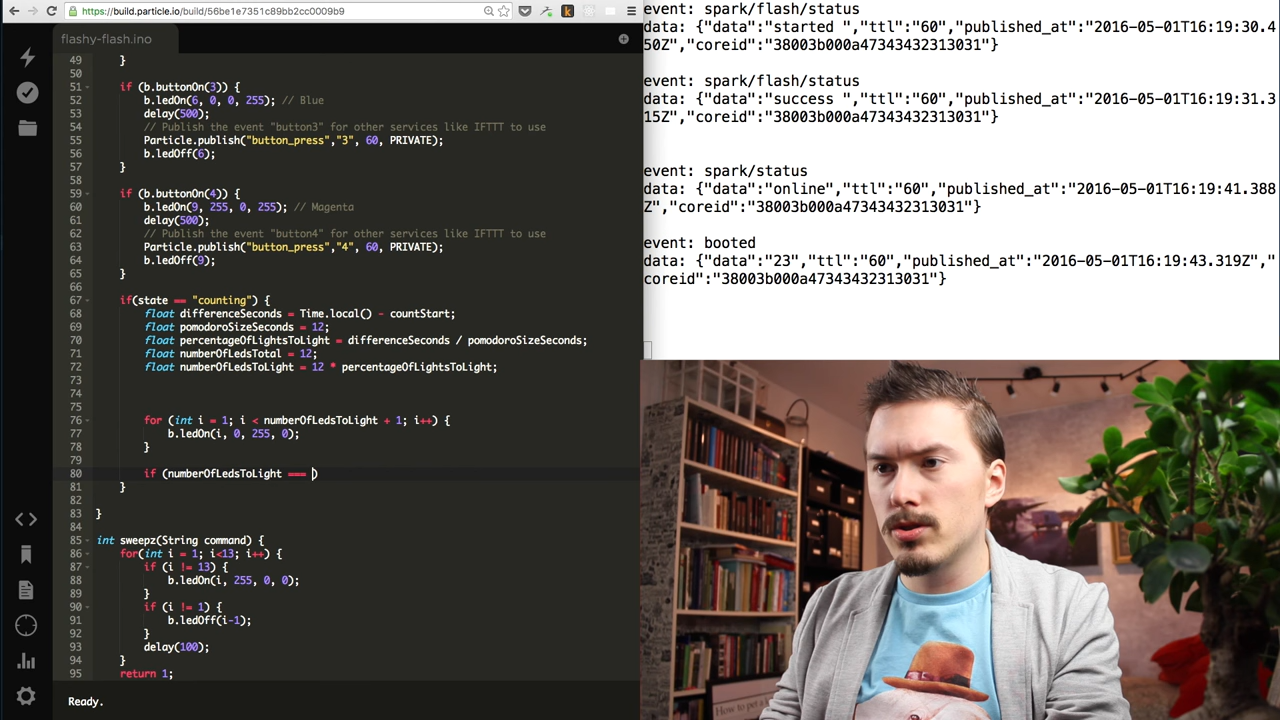 https://build.particle.io/build/56be1e7351c89bb2cc0009b9
flashy-flash.ino
49 }
50
51 if (b.buttonOn(3)) {
52 b.ledOn(6, 0, 0, 255); // Blue
53 delay(500);
54 // Publish the event "button3" for other services like IFTTT to use
55 Particle.publish("button_press","3", 60, PRIVATE);
56 b.ledOff(6);
57 }
58
59 if (b.buttonOn(4)) {
60 b.ledOn(9, 255, 0, 255); // Magenta
61 delay(500);
62 // Publish the event "button4" for other services like IFTTT to use
63 Particle.publish("button_press","4", 60, PRIVATE);
64 b.ledOff(9);
65 }
66
67 if(state == "counting") {
68 float differenceSeconds = Time.local() - countStart;
69 float pomodoroSizeSeconds = 12;
70 float percentageOfLightsToLight = differenceSeconds / pomodoroSizeSeconds;
71 float numberOfLedsTotal = 12;
72 float numberOfLedsToLight = 12 * percentageOfLightsToLight;
73
74
75
76 for (int i = 1; i < numberOfLedsToLight + 1; i++) {
77 b.ledOn(i, 0, 255, 0);
78 }
79
80 if (numberOfLedsToLight === )
81 }
82
83 }
84
85 int sweepz(String command) {
86 for(int i = 1; i<13; i++) {
87 if (i != 13) {
88 b.ledOn(i, 255, 0, 0);
89 }
90 if (i != 1) {
91 b.ledOff(i-1);
92 }
93 delay(100);
94 }
95 return 1;
Ready.
event: spark/flash/status
data: {"data":"started ","ttl":"60","published_at":"2016-05-01T16:19:30.4
50Z","coreid":"38003b000a47343432313031"}
event: spark/flash/status
data: {"data":"success ","ttl":"60","published_at":"2016-05-01T16:19:31.3
15Z","coreid":"38003b000a47343432313031"}
event: spark/status
data: {"data":"online","ttl":"60","published_at":"2016-05-01T16:19:41.388
Z","coreid":"38003b000a47343432313031"}
event: booted
data: {"data":"23","ttl":"60","published_at":"2016-05-01T16:19:43.319Z","
coreid":"38003b000a47343432313031"}